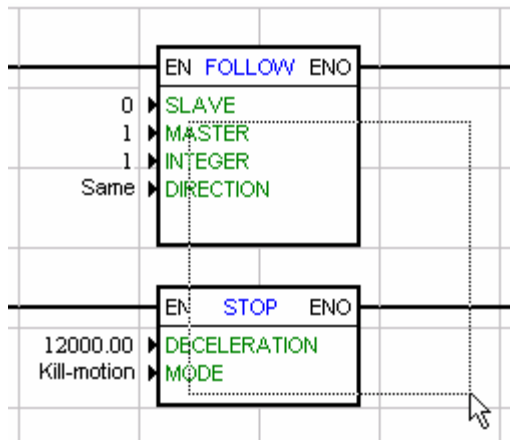 EN FOLLOW ENO
0 SLAVE
1 MASTER
1 INTEGER
Same DIRECTION
EN STOP ENO
12000.00 DECELERATION
Kill-motion MODE